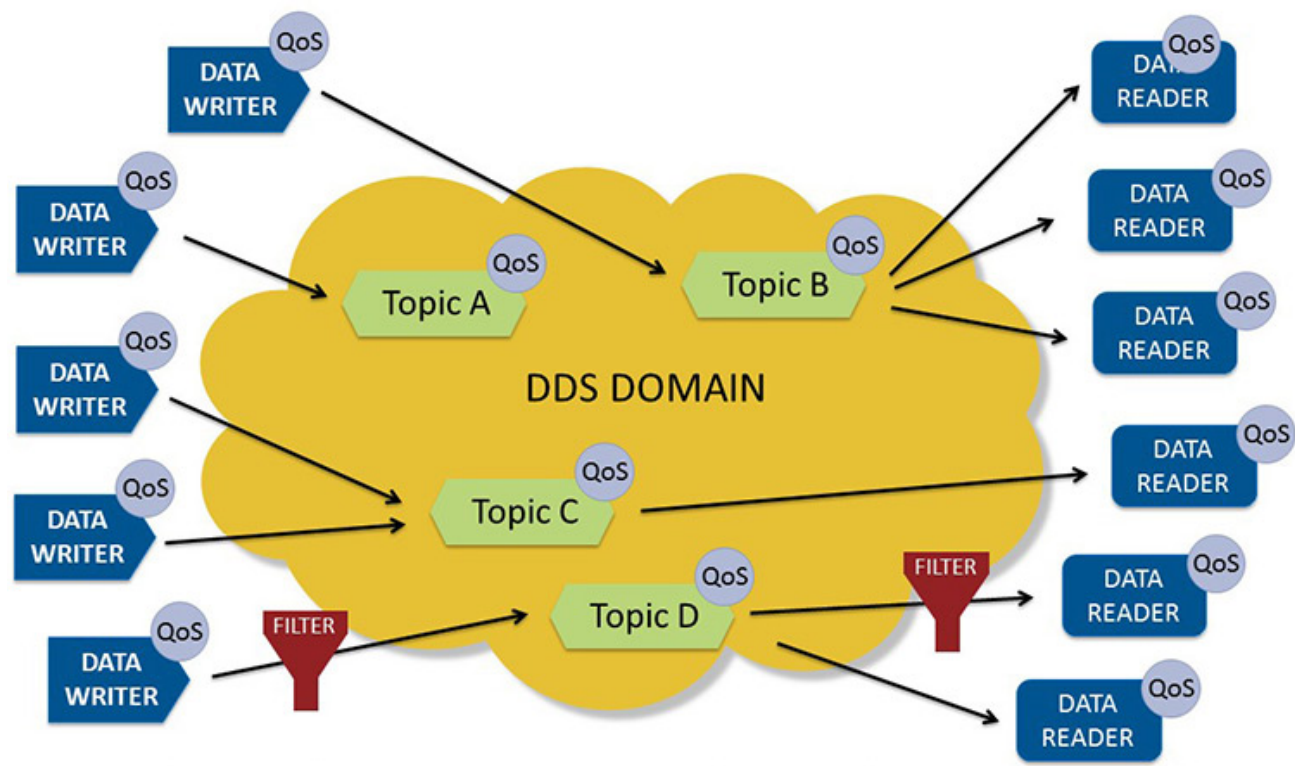 QoS
DATA
WRITER
QoS
DATA
READER
QoS
DATA
WRITER
QoS
DATA
READER
QoS
Topic A
QoS
Topic B
QoS
DATA
READER
QoS
DATA
WRITER
DDS DOMAIN
QoS
DATA
READER
QoS
DATA
WRITER
QoS
Topic C
QoS
Topic D
FILTER
QoS
DATA
READER
QoS
DATA
WRITER
FILTER
QoS
DATA
READER